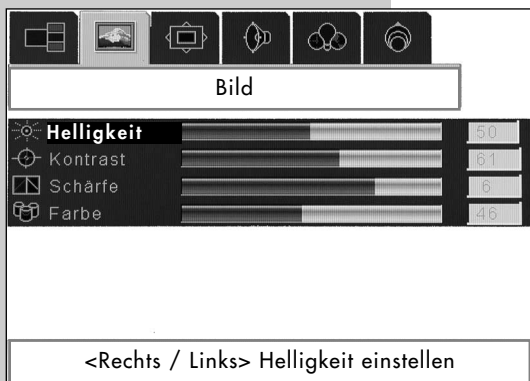 Bild
Helligkeit 50
Kontrast 61
Schärfe 6
Farbe 46
<Rechts / Links> Helligkeit einstellen